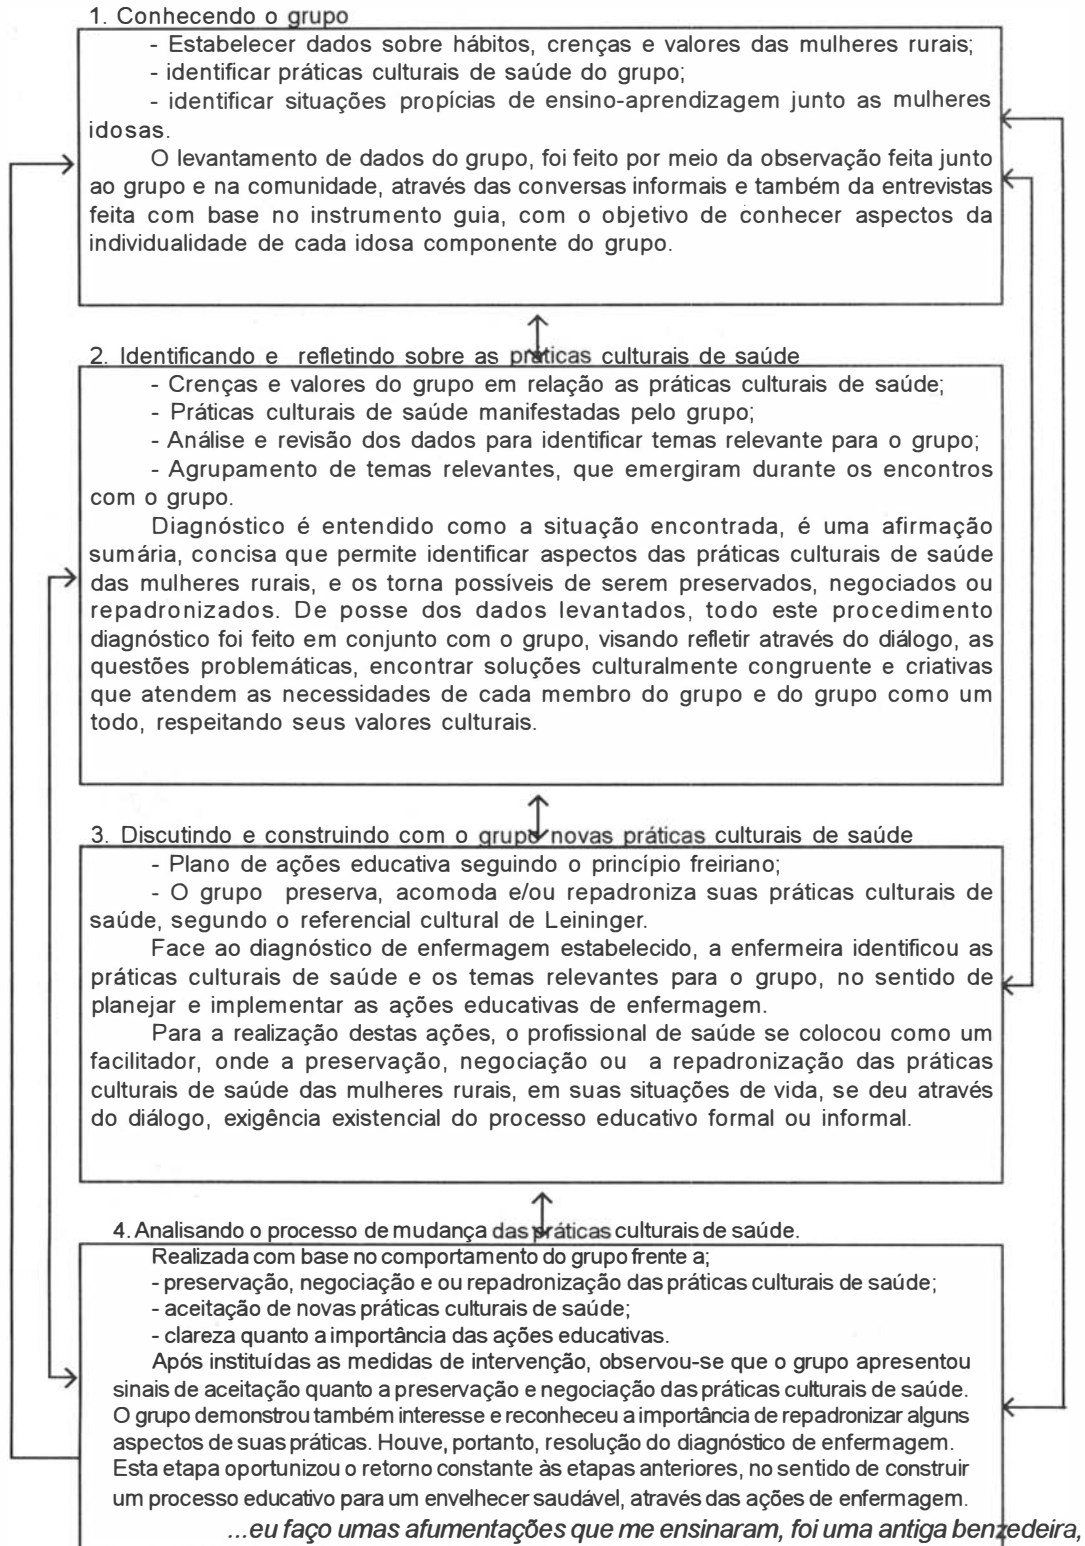 1. Conhecendo o grupo
- Estabelecer dados sobre hábitos, crenças e valores das mulheres rurais;
- identificar práticas culturais de saúde do grupo;
- identificar situações propícias de ensino-aprendizagem junto as mulheres
idosas.
O levantamento de dados do grupo, foi feito por meio da observação feita junto
ao grupo e na comunidade, através das conversas informais e também da entrevistas
feita com base no instrumento guia, com o objetivo de conhecer aspectos da
individualidade de cada idosa componente do grupo.
2. Identificando e refletindo sobre as práticas culturais de saúde
- Crenças e valores do grupo em relação as práticas culturais de saúde;
- Práticas culturais de saúde manifestadas pelo grupo;
- Análise e revisão dos dados para identificar temas relevante para o grupo;
- Agrupamento de temas relevantes, que emergiram durante os encontros
com o grupo.
Diagnóstico é entendido como a situação encontrada, é uma afirmação
sumária, concisa que permite identificar aspectos das práticas culturais de saúde
das mulheres rurais, e os torna possíveis de serem preservados, negociados ou
repadronizados. De posse dos dados levantados, todo este procedimento
diagnóstico foi feito em conjunto com o grupo, visando refletir através do diálogo, as
questões problemáticas, encontrar soluções culturalmente congruente e criativas
que atendem as necessidades de cada membro do grupo e do grupo como um
todo, respeitando seus valores culturais.
3. Discutindo e construindo com o grupo novas práticas culturais de saúde
- Plano de ações educativa seguindo o princípio freiriano;
- O grupo preserva, acomoda e/ou repadroniza suas práticas culturais de
saúde, segundo o referencial cultural de Leininger.
Face ao diagnóstico de enfermagem estabelecido, a enfermeira identificou as
práticas culturais de saúde e os temas relevantes para o grupo, no sentido de
planejar e implementar as ações educativas de enfermagem.
Para a realização destas ações, o profissional de saúde se colocou como um
facilitador, onde a preservação, negociação ou a repadronização das práticas
culturais de saúde das mulheres rurais, em suas situações de vida, se deu através
do diálogo, exigência existencial do processo educativo formal ou informal.
4. Analisando o processo de mudança das práticas culturais de saúde.
Realizada com base no comportamento do grupo frente a;
- preservação, negociação e ou repadronização das práticas culturais de saúde;
- aceitação de novas práticas culturais de saúde;
- clareza quanto a importância das ações educativas.
Após instituídas as medidas de intervenção, observou-se que o grupo apresentou
sinais de aceitação quanto a preservação e negociação das práticas culturais de saúde.
O grupo demonstrou também interesse e reconheceu a importância de repadronizar alguns
aspectos de suas práticas. Houve, portanto, resolução do diagnóstico de enfermagem.
Esta etapa oportunizou o retorno constante às etapas anteriores, no sentido de construir
um processo educativo para um envelhecer saudável, através das ações de enfermagem.
...eu faço umas afumentações que me ensinaram, foi uma antiga benzedeira,